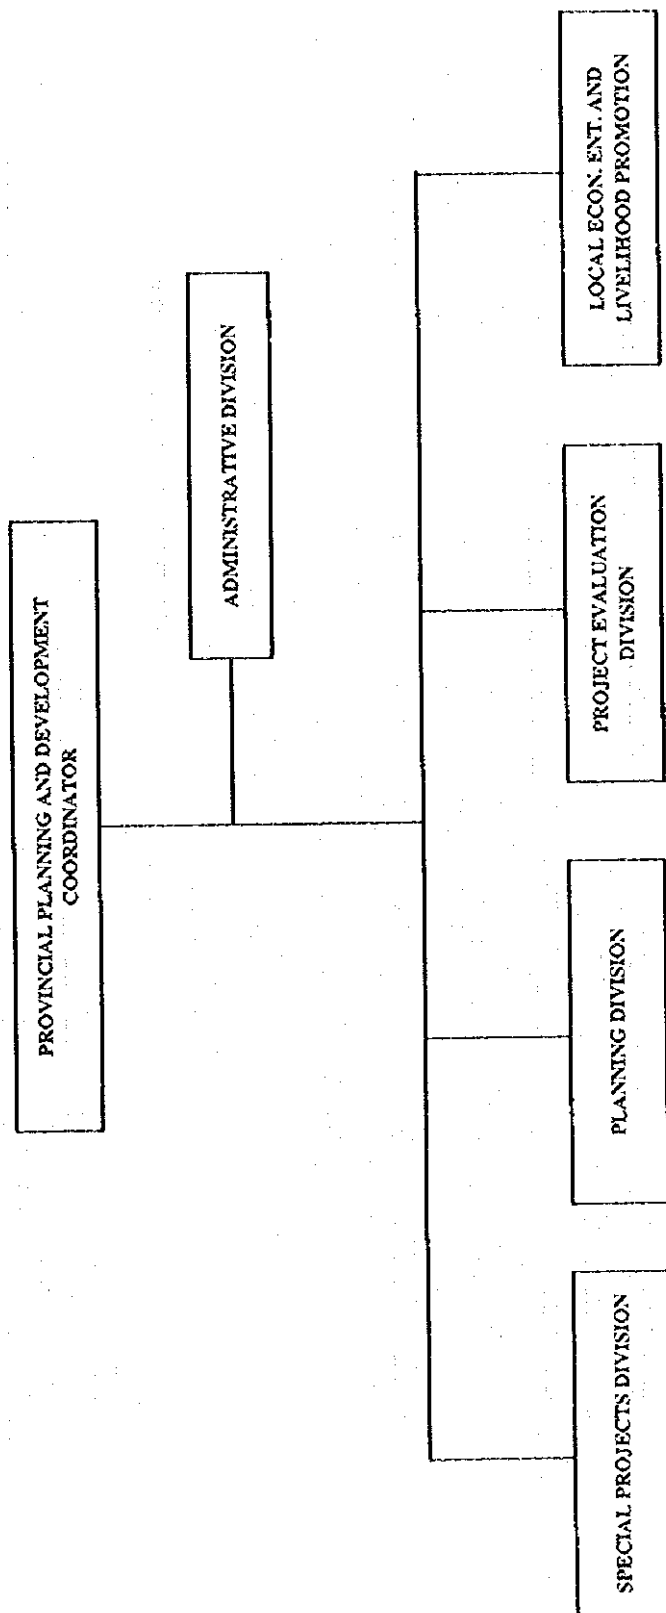 PROVINCIAL PLANNING AND DEVELOPMENT
COORDINATOR
ADMINISTRATIVE DIVISION
SPECIAL PROJECTS DIVISION
PLANNING DIVISION
PROJECT EVALUATION
DIVISION
LOCAL ECON. ENT. AND
LIVELIHOOD PROMOTION